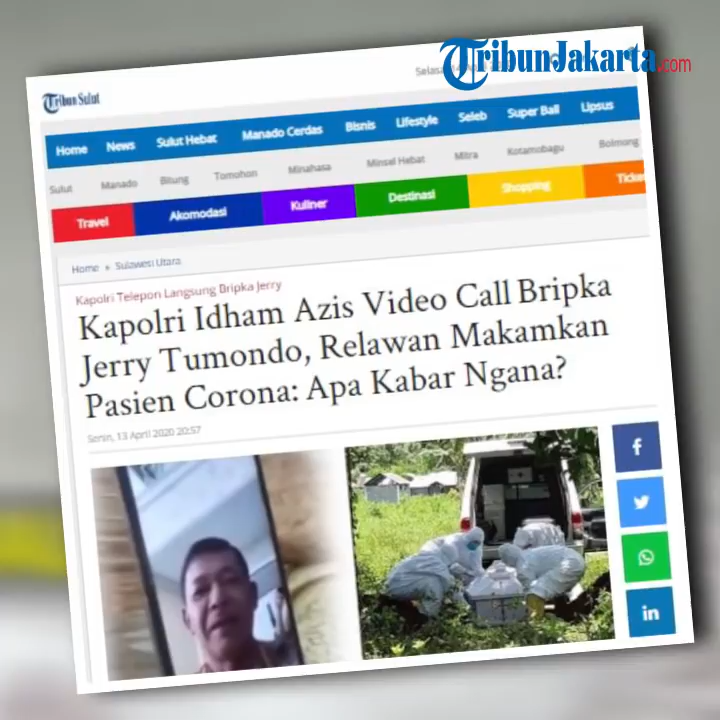 TribunJakarta.com
Selasa
Tribun Sulut
Home News Sulut Hebat Manado Cerdas Bisnis Lifestyle Seleb Super Ball Lipsus
Sulut Manado Bitung Tomohon Minahasa Minsel Hebat Mitra Kotamobagu Bolmong
Travel Akomodasi Kuliner Destinasi Shopping Ticke
Home » Sulawesi Utara
Kapolri Telepon Langsung Bripka Jerry
Kapolri Idham Azis Video Call Bripka
Jerry Tumondo, Relawan Makamkan
Pasien Corona: Apa Kabar Ngana?
Senin, 13 April 2020 20:57
f
in